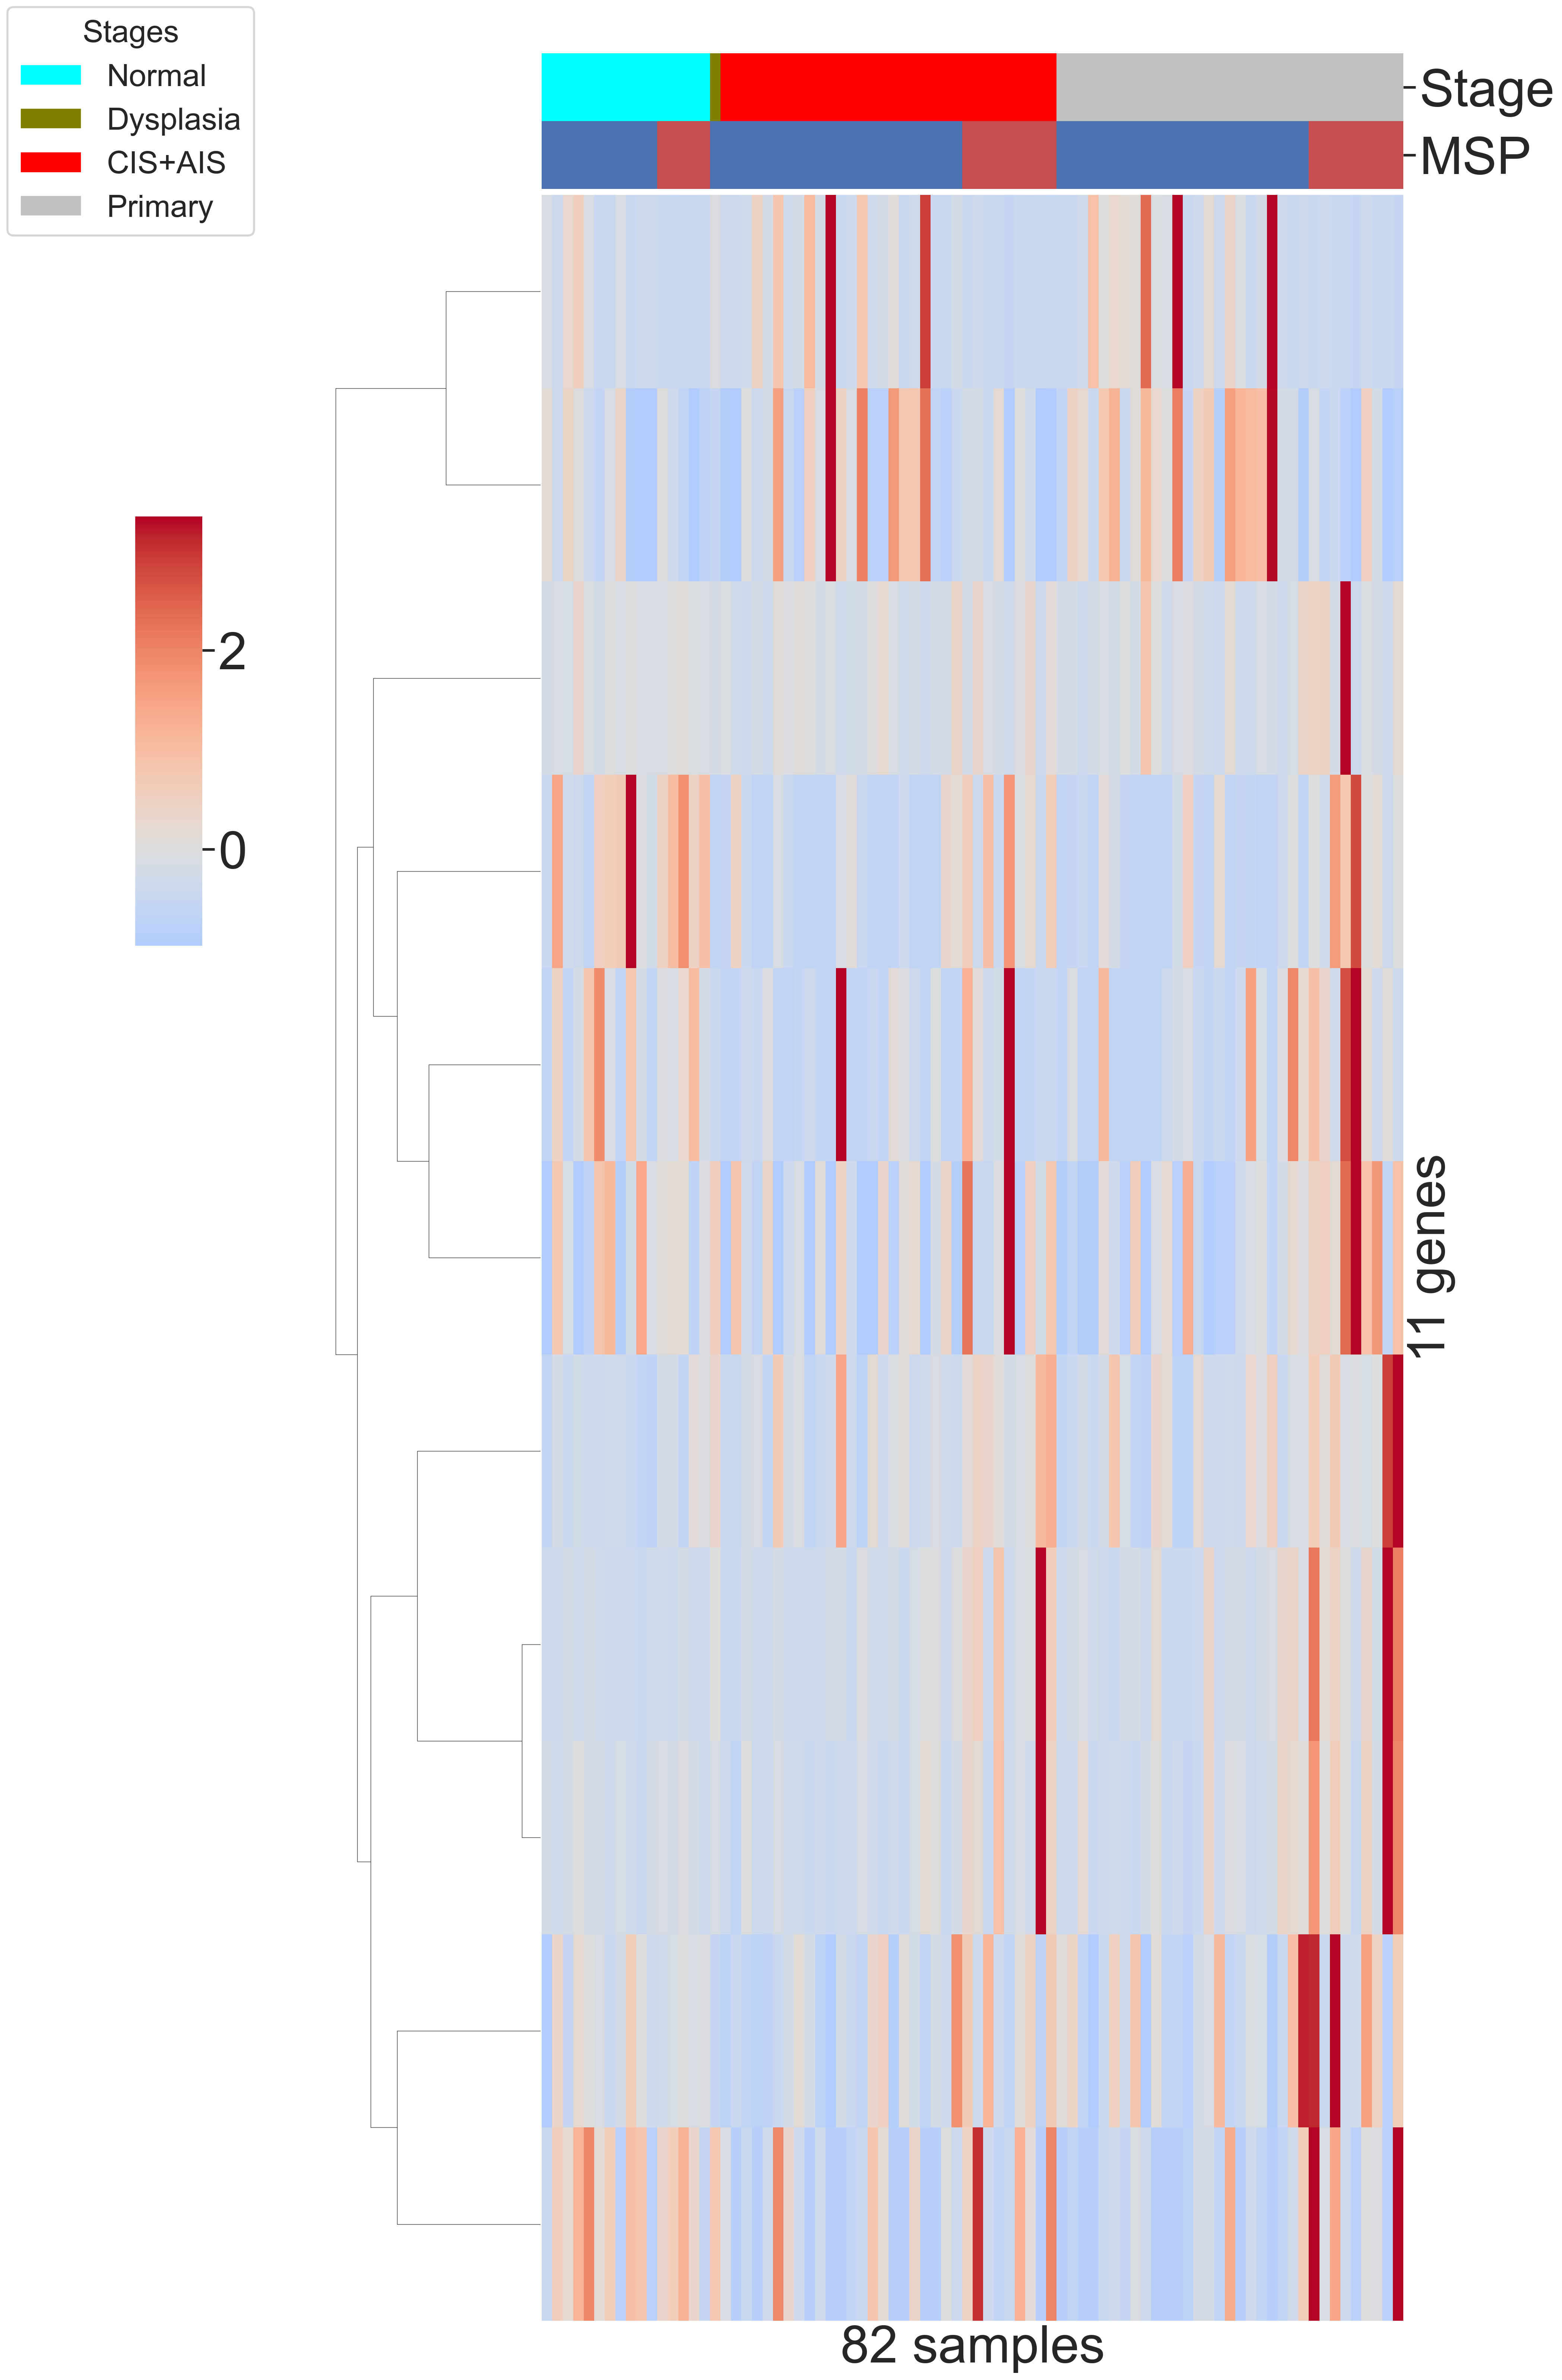 Stages
Normal
Dysplasia
CIS+AIS
Primary
Stage
MSP
2
0
11 genes
82 samples